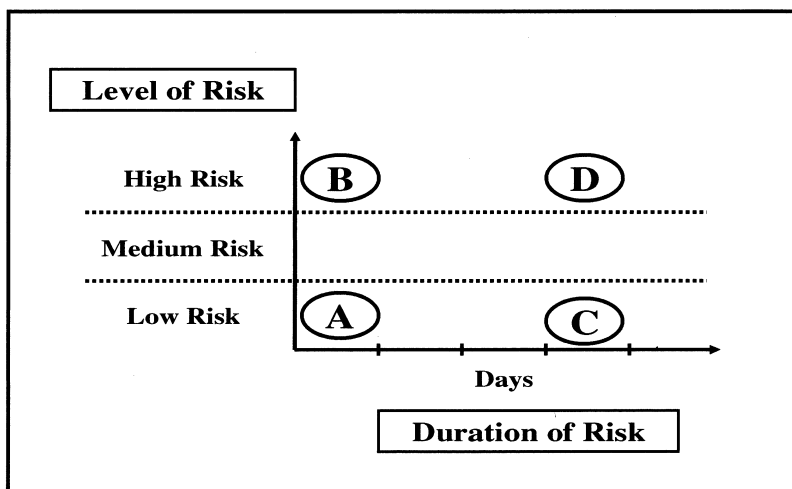 Level of Risk
High Risk
B
D
Medium Risk
Low Risk
A
C
Days
Duration of Risk